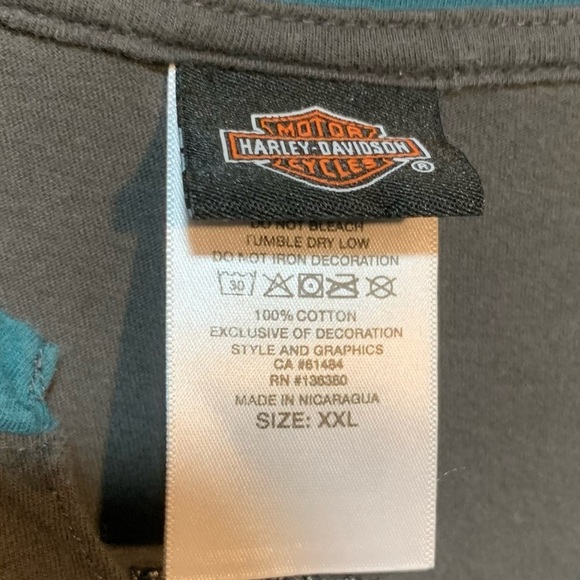 MOTOR
HARLEY-DAVIDSON
CYCLES
®
DO NOT BLEACH
TUMBLE DRY LOW
DO NOT IRON DECORATION
30
100% COTTON
EXCLUSIVE OF DECORATION
STYLE AND GRAPHICS
CA #61484
RN #136360
MADE IN NICARAGUA
SIZE: XXL